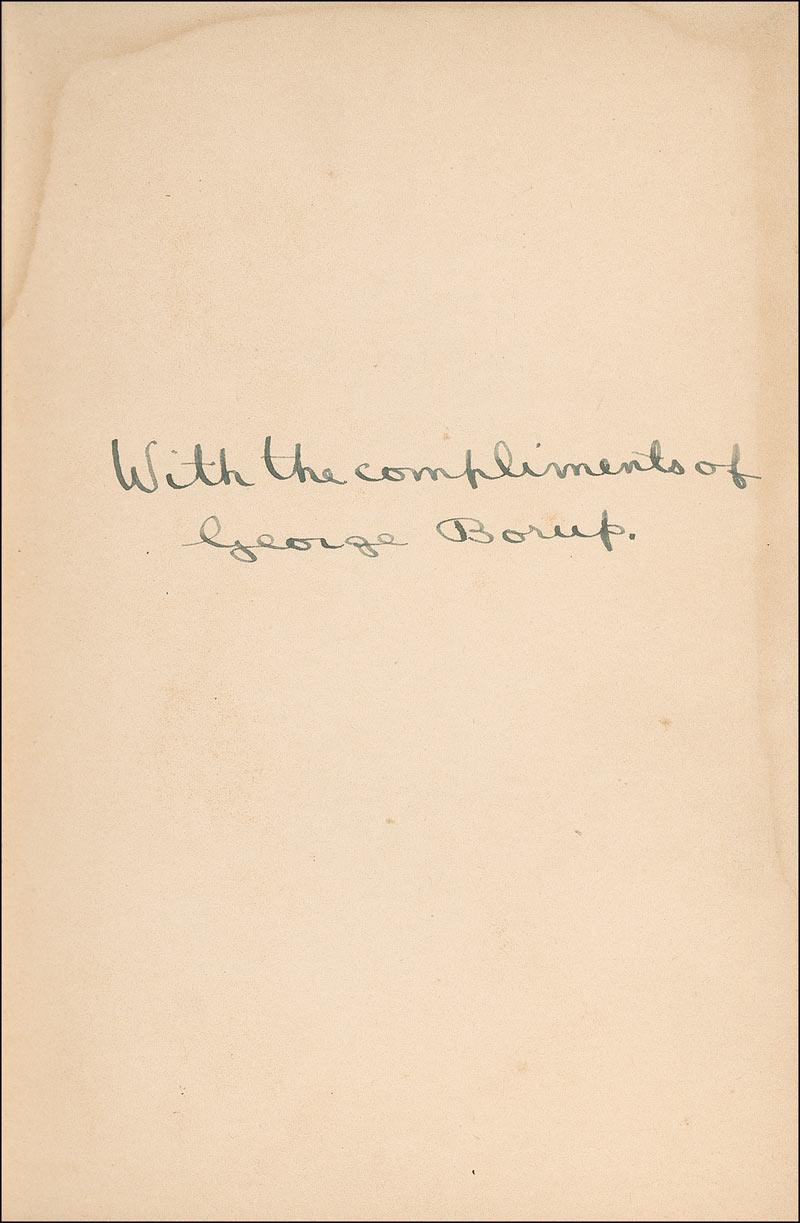 With the compliments of
George Borup.